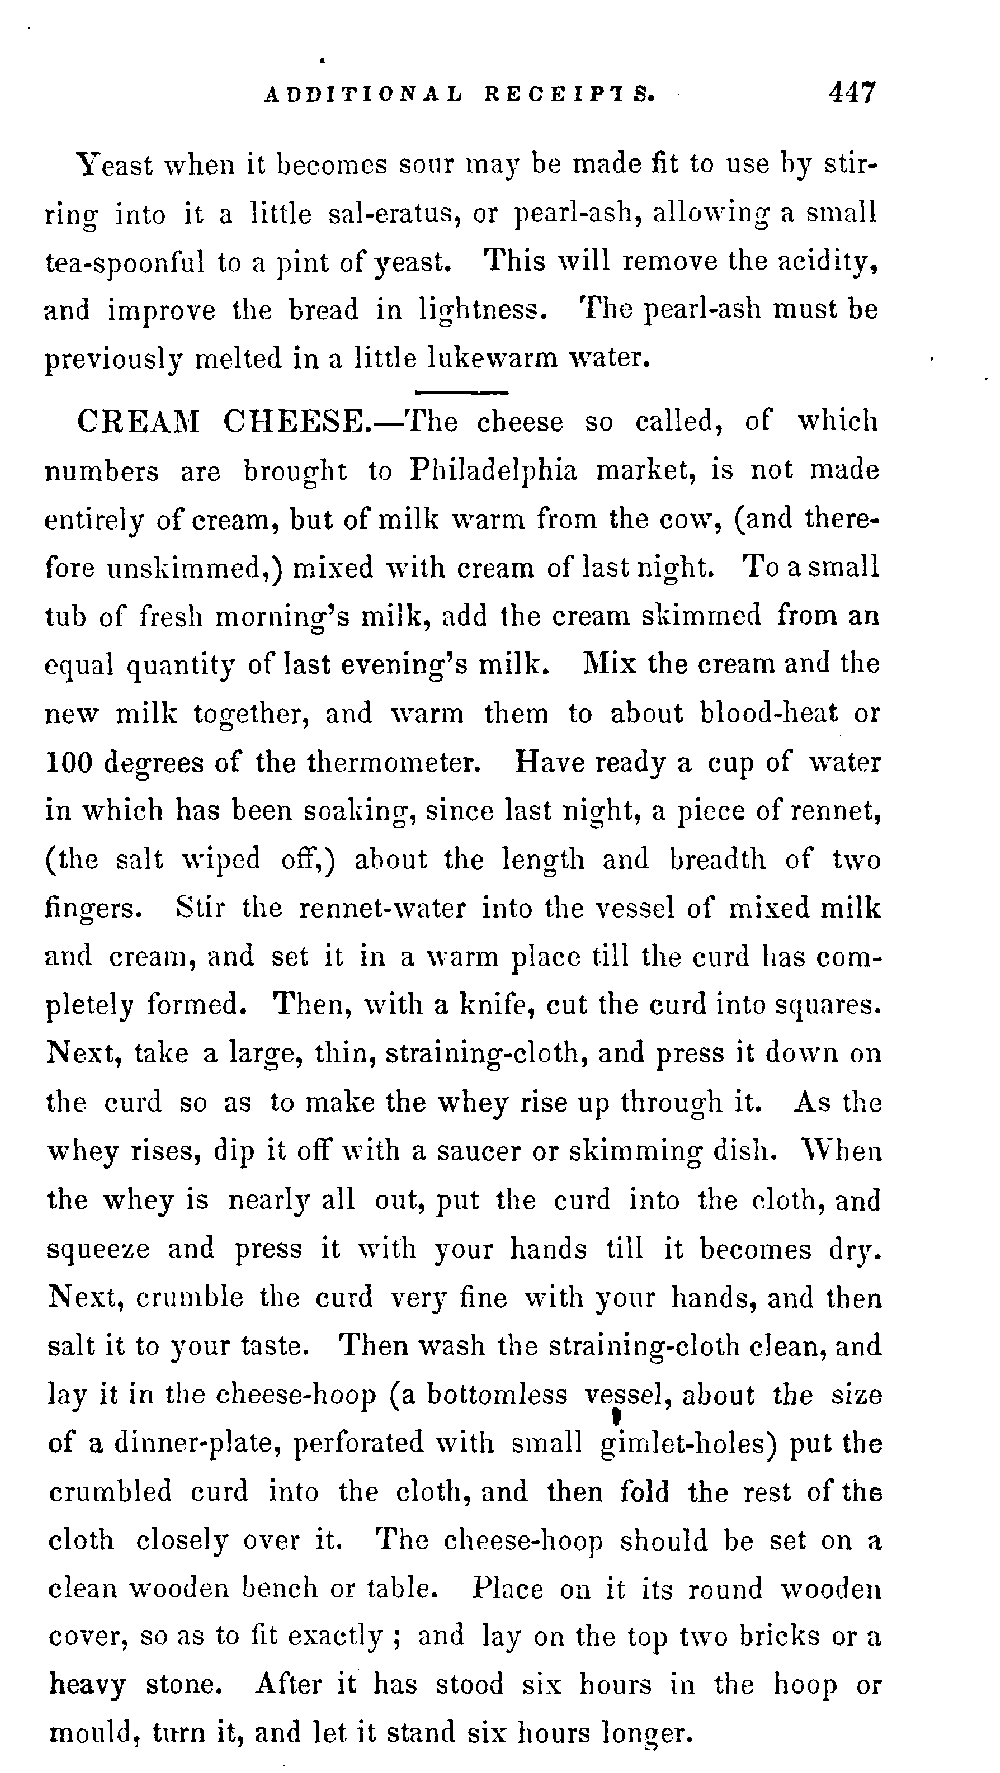 ADDITIONAL RECEIPTS. 447
Yeast when it becomes sour may be made fit to use by stir-
ring into it a little sal-eratus, or pearl-ash, allowing a small
tea-spoonful to a pint of yeast. This will remove the acidity,
and improve the bread in lightness. The pearl-ash must be
previously melted in a little lukewarm water.
CREAM CHEESE.—The cheese so called, of which
numbers are brought to Philadelphia market, is not made
entirely of cream, but of milk warm from the cow, (and there-
fore unskimmed,) mixed with cream of last night. To a small
tub of fresh morning's milk, add the cream skimmed from an
equal quantity of last evening's milk. Mix the cream and the
new milk together, and warm them to about blood-heat or
100 degrees of the thermometer. Have ready a cup of water
in which has been soaking, since last night, a piece of rennet,
(the salt wiped off,) about the length and breadth of two
fingers. Stir the rennet-water into the vessel of mixed milk
and cream, and set it in a warm place till the curd has com-
pletely formed. Then, with a knife, cut the curd into squares.
Next, take a large, thin, straining-cloth, and press it down on
the curd so as to make the whey rise up through it. As the
whey rises, dip it off with a saucer or skimming dish. When
the whey is nearly all out, put the curd into the cloth, and
squeeze and press it with your hands till it becomes dry.
Next, crumble the curd very fine with your hands, and then
salt it to your taste. Then wash the straining-cloth clean, and
lay it in the cheese-hoop (a bottomless vessel, about the size
of a dinner-plate, perforated with small gimlet-holes) put the
crumbled curd into the cloth, and then fold the rest of the
cloth closely over it. The cheese-hoop should be set on a
clean wooden bench or table. Place on it its round wooden
cover, so as to fit exactly ; and lay on the top two bricks or a
heavy stone. After it has stood six hours in the hoop or
mould, turn it, and let it stand six hours longer.